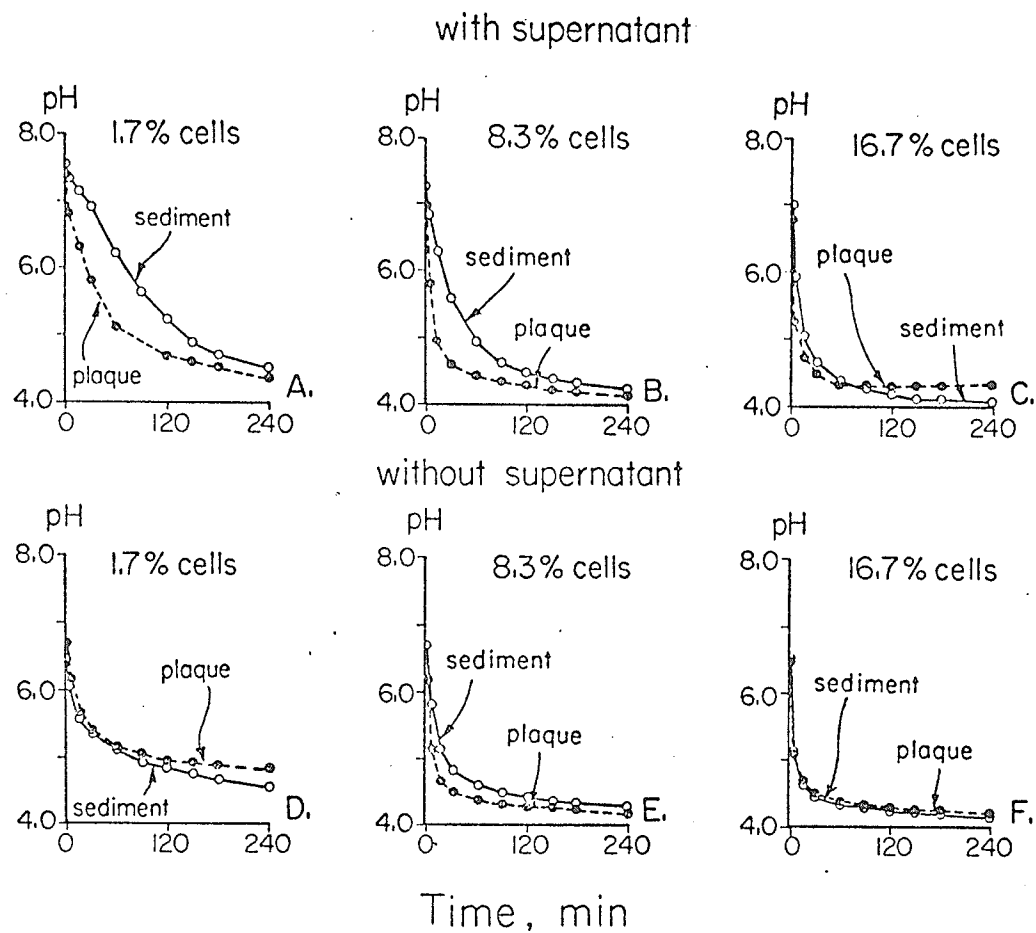 with supernatant
pH
1.7% cells
8.0
6.0
4.0
sediment
plaque
0
120
240
A.
pH
8.3% cells
8.0
6.0
4.0
sediment
plaque
0
120
240
B.
pH
16.7% cells
8.0
6.0
4.0
plaque
sediment
0
120
240
C.
without supernatant
pH
1.7% cells
8.0
6.0
4.0
plaque
sediment
0
120
240
D.
pH
8.3% cells
8.0
6.0
4.0
sediment
plaque
0
120
240
E.
pH
16.7% cells
8.0
6.0
4.0
sediment
plaque
0
120
240
F.
Time, min